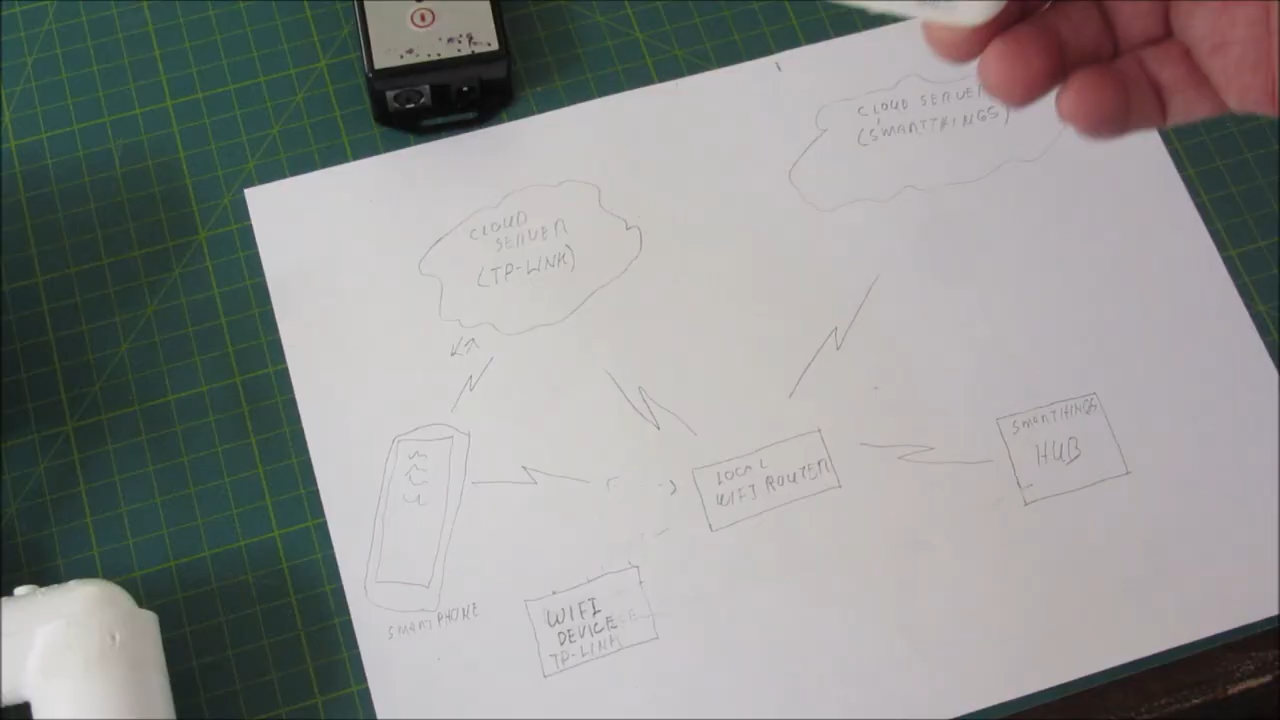 CLOUD SERVER
(SMARTTHINGS)
CLOUD
SERVER
(TP-LINK)
SMARTTHINGS
HUB
LOCAL
WIFI ROUTER
WIFI
DEVICE
TP-LINK
SMARTPHONE